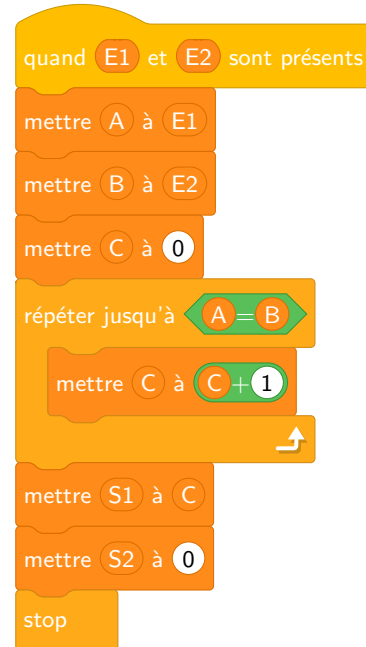 quand E1 et E2 sont présents
mettre A à E1
mettre B à E2
mettre C à 0
répéter jusqu'à A=B
mettre C à C+1
mettre S1 à C
mettre S2 à 0
stop